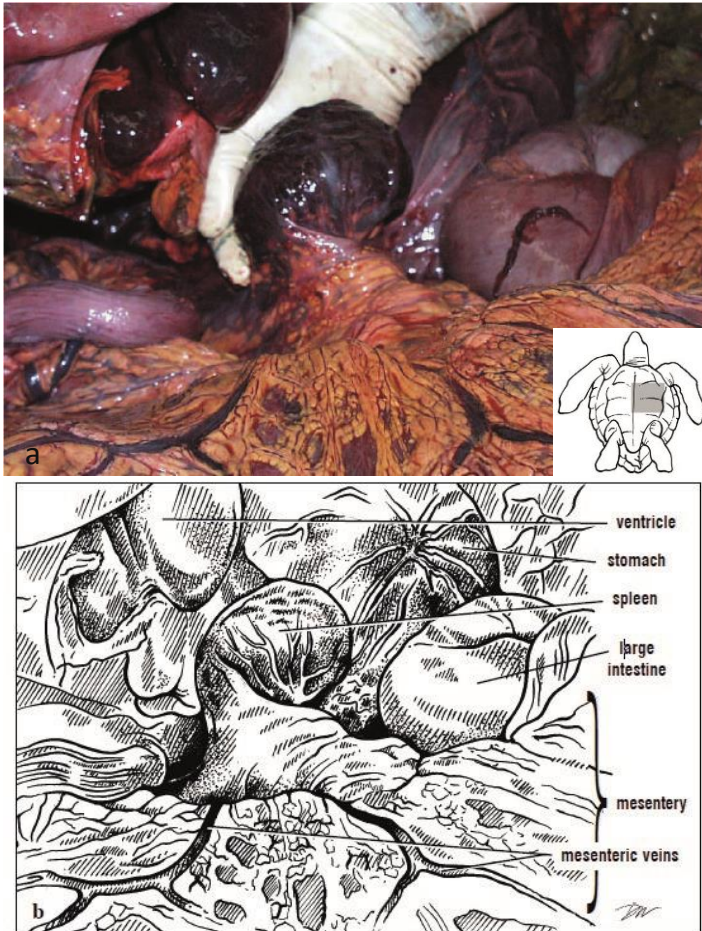 a
ventricle
stomach
spleen
large
intestine
mesentery
mesenteric veins
b